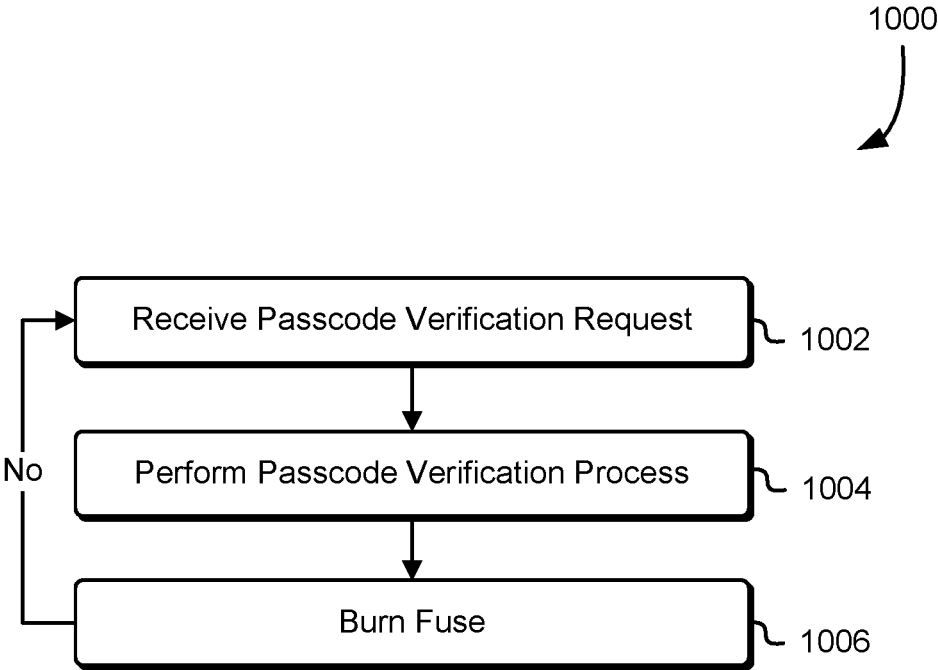 1000
Receive Passcode Verification Request
1002
Perform Passcode Verification Process
1004
No
Burn Fuse
1006